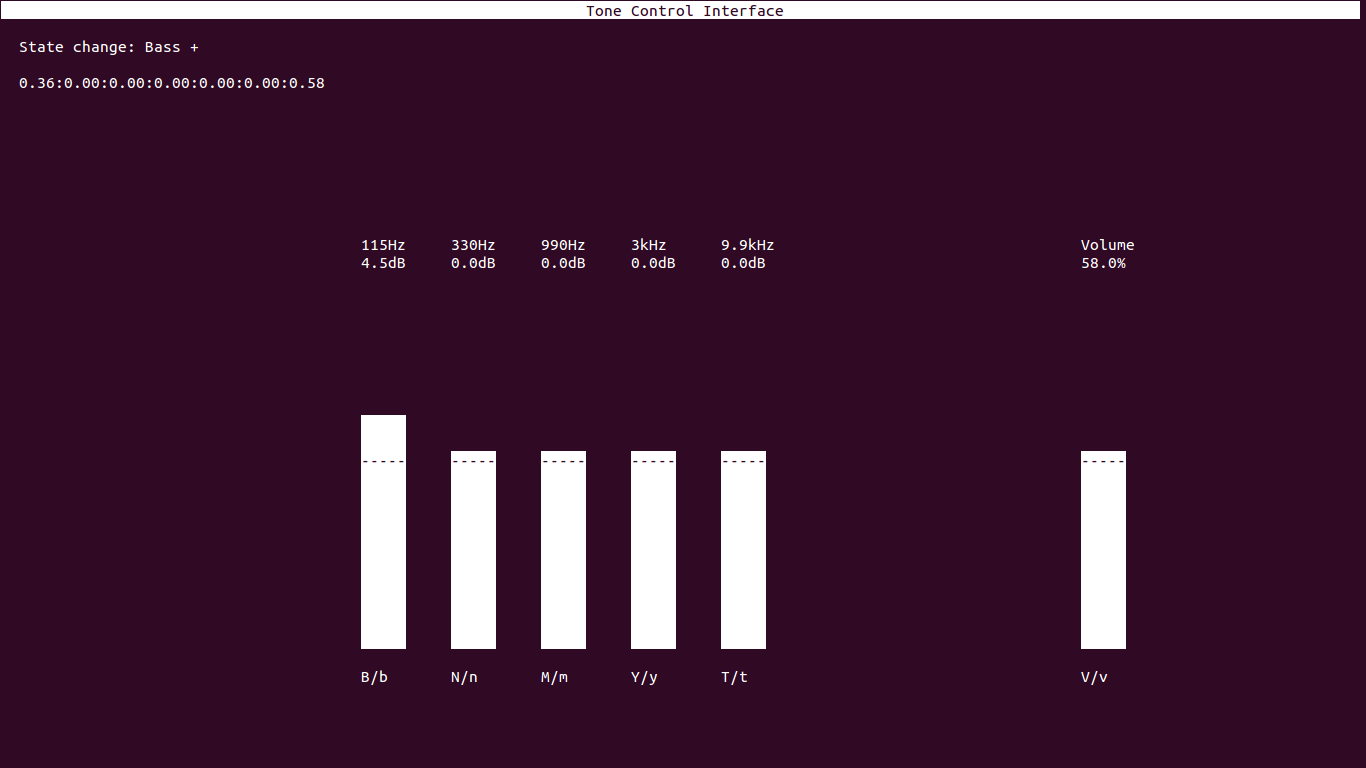 Tone Control Interface
State change: Bass +
0.36:0.00:0.00:0.00:0.00:0.00:0.58
115Hz 330Hz 990Hz 3kHz 9.9kHz Volume
4.5dB 0.0dB 0.0dB 0.0dB 0.0dB 58.0%
----- ----- ----- ----- ----- -----
B/b N/n M/m Y/y T/t V/v